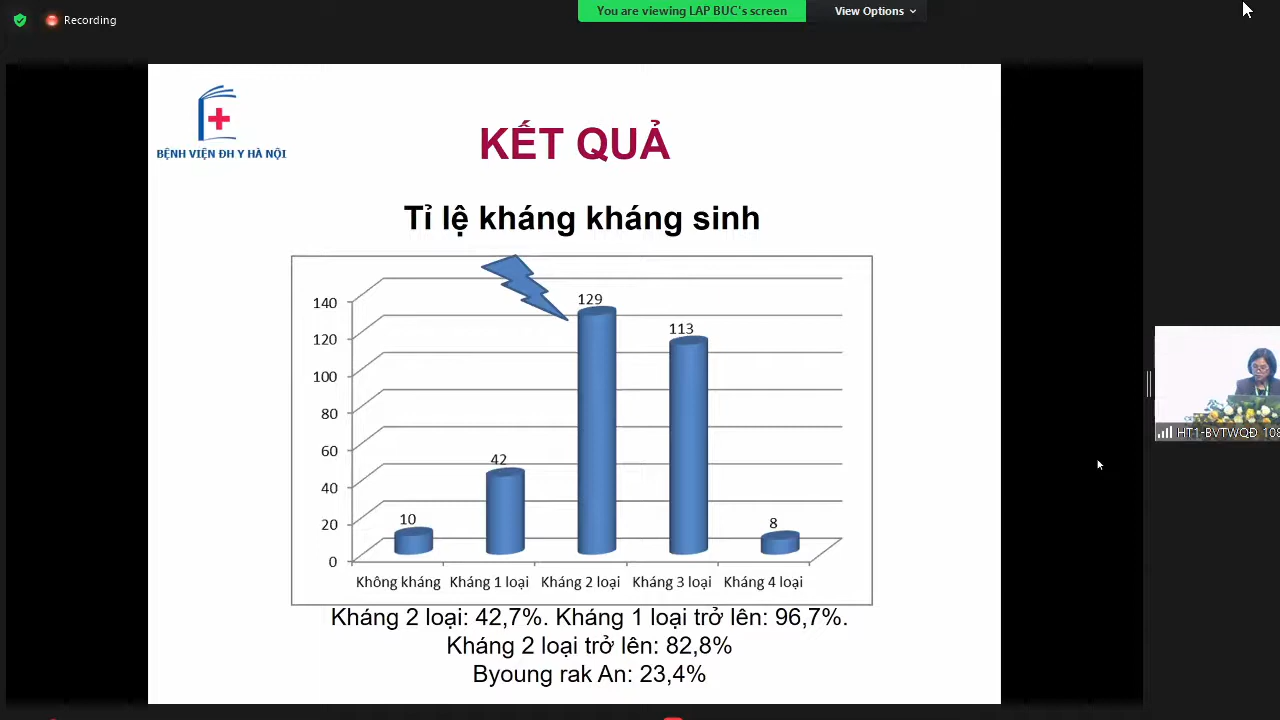 Recording
You are viewing LAP BUC's screen
View Options
BỆNH VIỆN ĐH Y HÀ NỘI
KẾT QUẢ
Tỉ lệ kháng kháng sinh
140
120
100
80
60
40
20
0
10
42
129
113
8
Không kháng
Kháng 1 loại
Kháng 2 loại
Kháng 3 loại
Kháng 4 loại
Kháng 2 loại: 42,7%. Kháng 1 loại trở lên: 96,7%.
Kháng 2 loại trở lên: 82,8%
Byoung rak An: 23,4%
HT1-BVTWQĐ 108